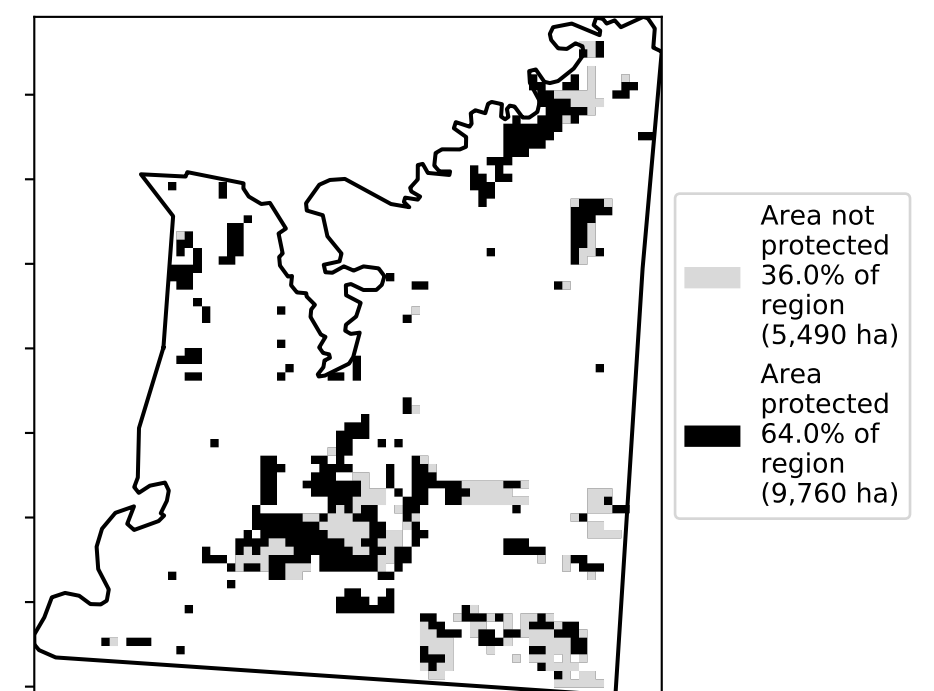 Area not
protected
36.0% of
region
(5,490 ha)
Area
protected
64.0% of
region
(9,760 ha)